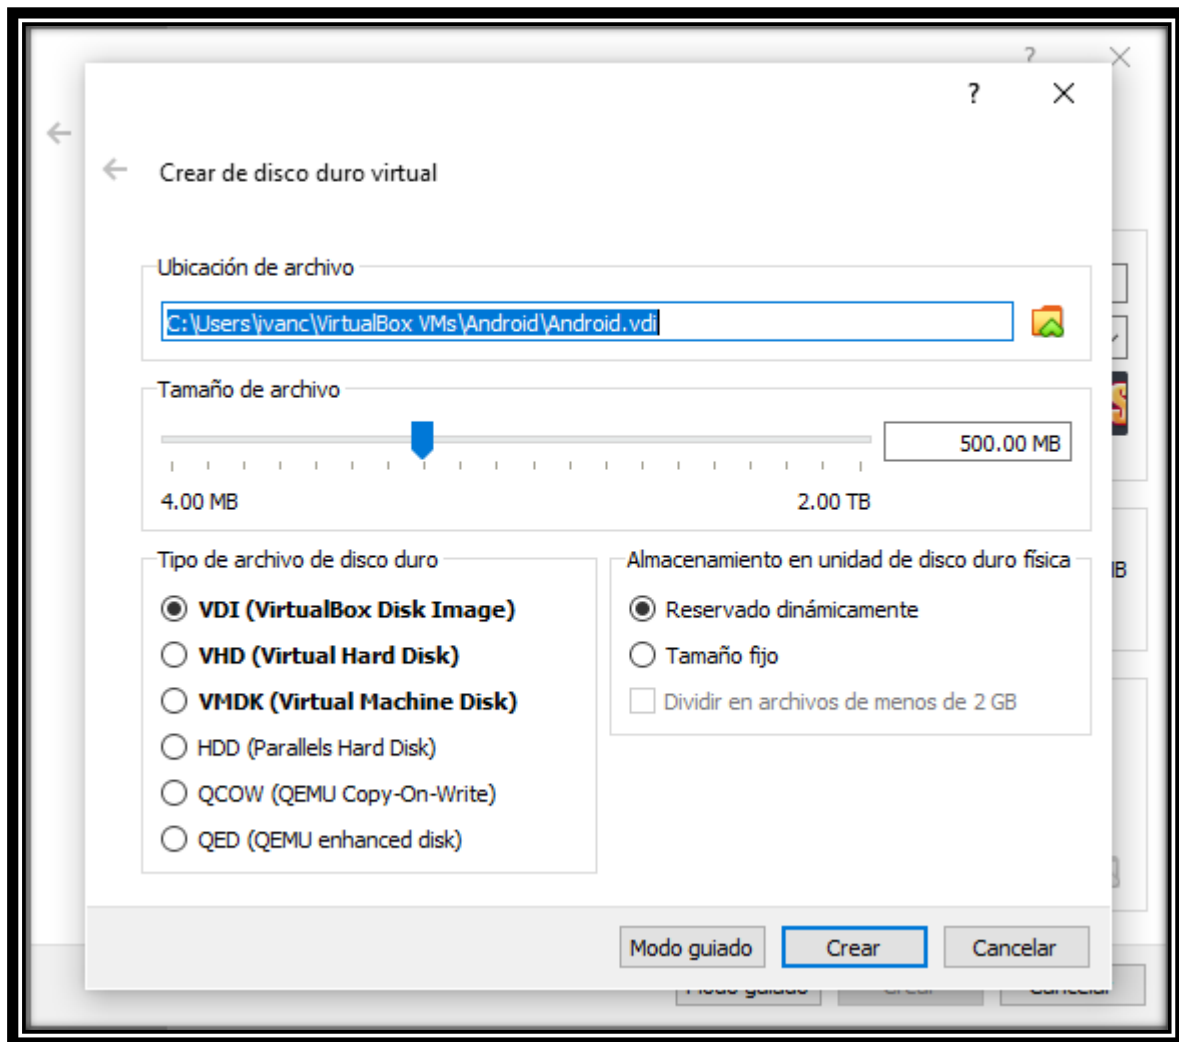 ?
Crear de disco duro virtual
Ubicación de archivo
C:\Users\jvanc\VirtualBox VMs\Android\Android.vdi
Tamaño de archivo
500.00 MB
4.00 MB 2.00 TB
Tipo de archivo de disco duro
VDI (VirtualBox Disk Image)
VHD (Virtual Hard Disk)
VMDK (Virtual Machine Disk)
HDD (Parallels Hard Disk)
QCOW (QEMU Copy-On-Write)
QED (QEMU enhanced disk)
Almacenamiento en unidad de disco duro física
Reservado dinámicamente
Tamaño fijo
Dividir en archivos de menos de 2 GB
Modo guiado Crear Cancelar